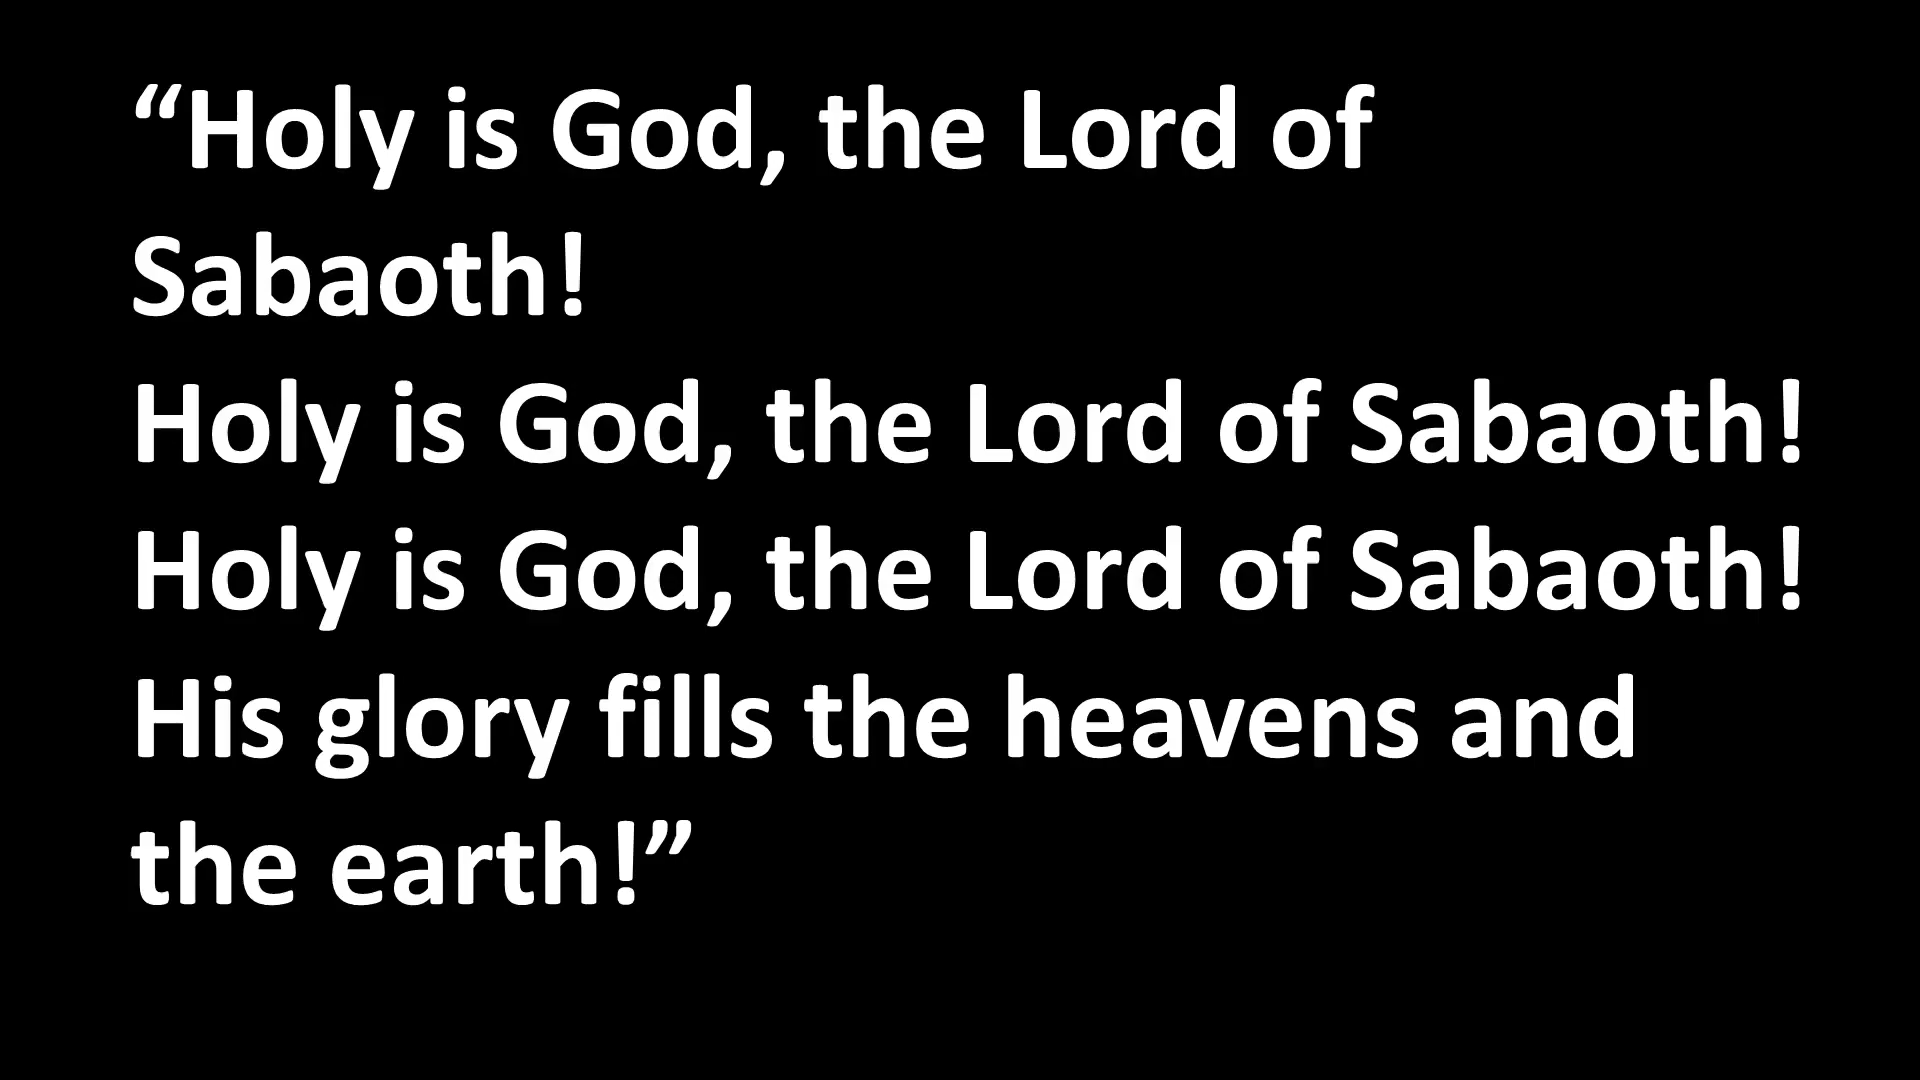 “Holy is God, the Lord of
Sabaoth!
Holy is God, the Lord of Sabaoth!
Holy is God, the Lord of Sabaoth!
His glory fills the heavens and
the earth!”